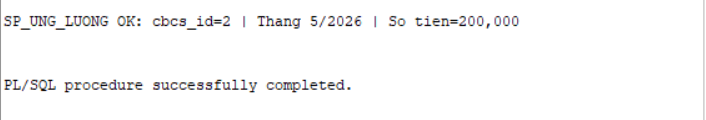 SP_UNG_LUONG OK: cbcs_id=2 | Thang 5/2026 | So tien=200,000
PL/SQL procedure successfully completed.